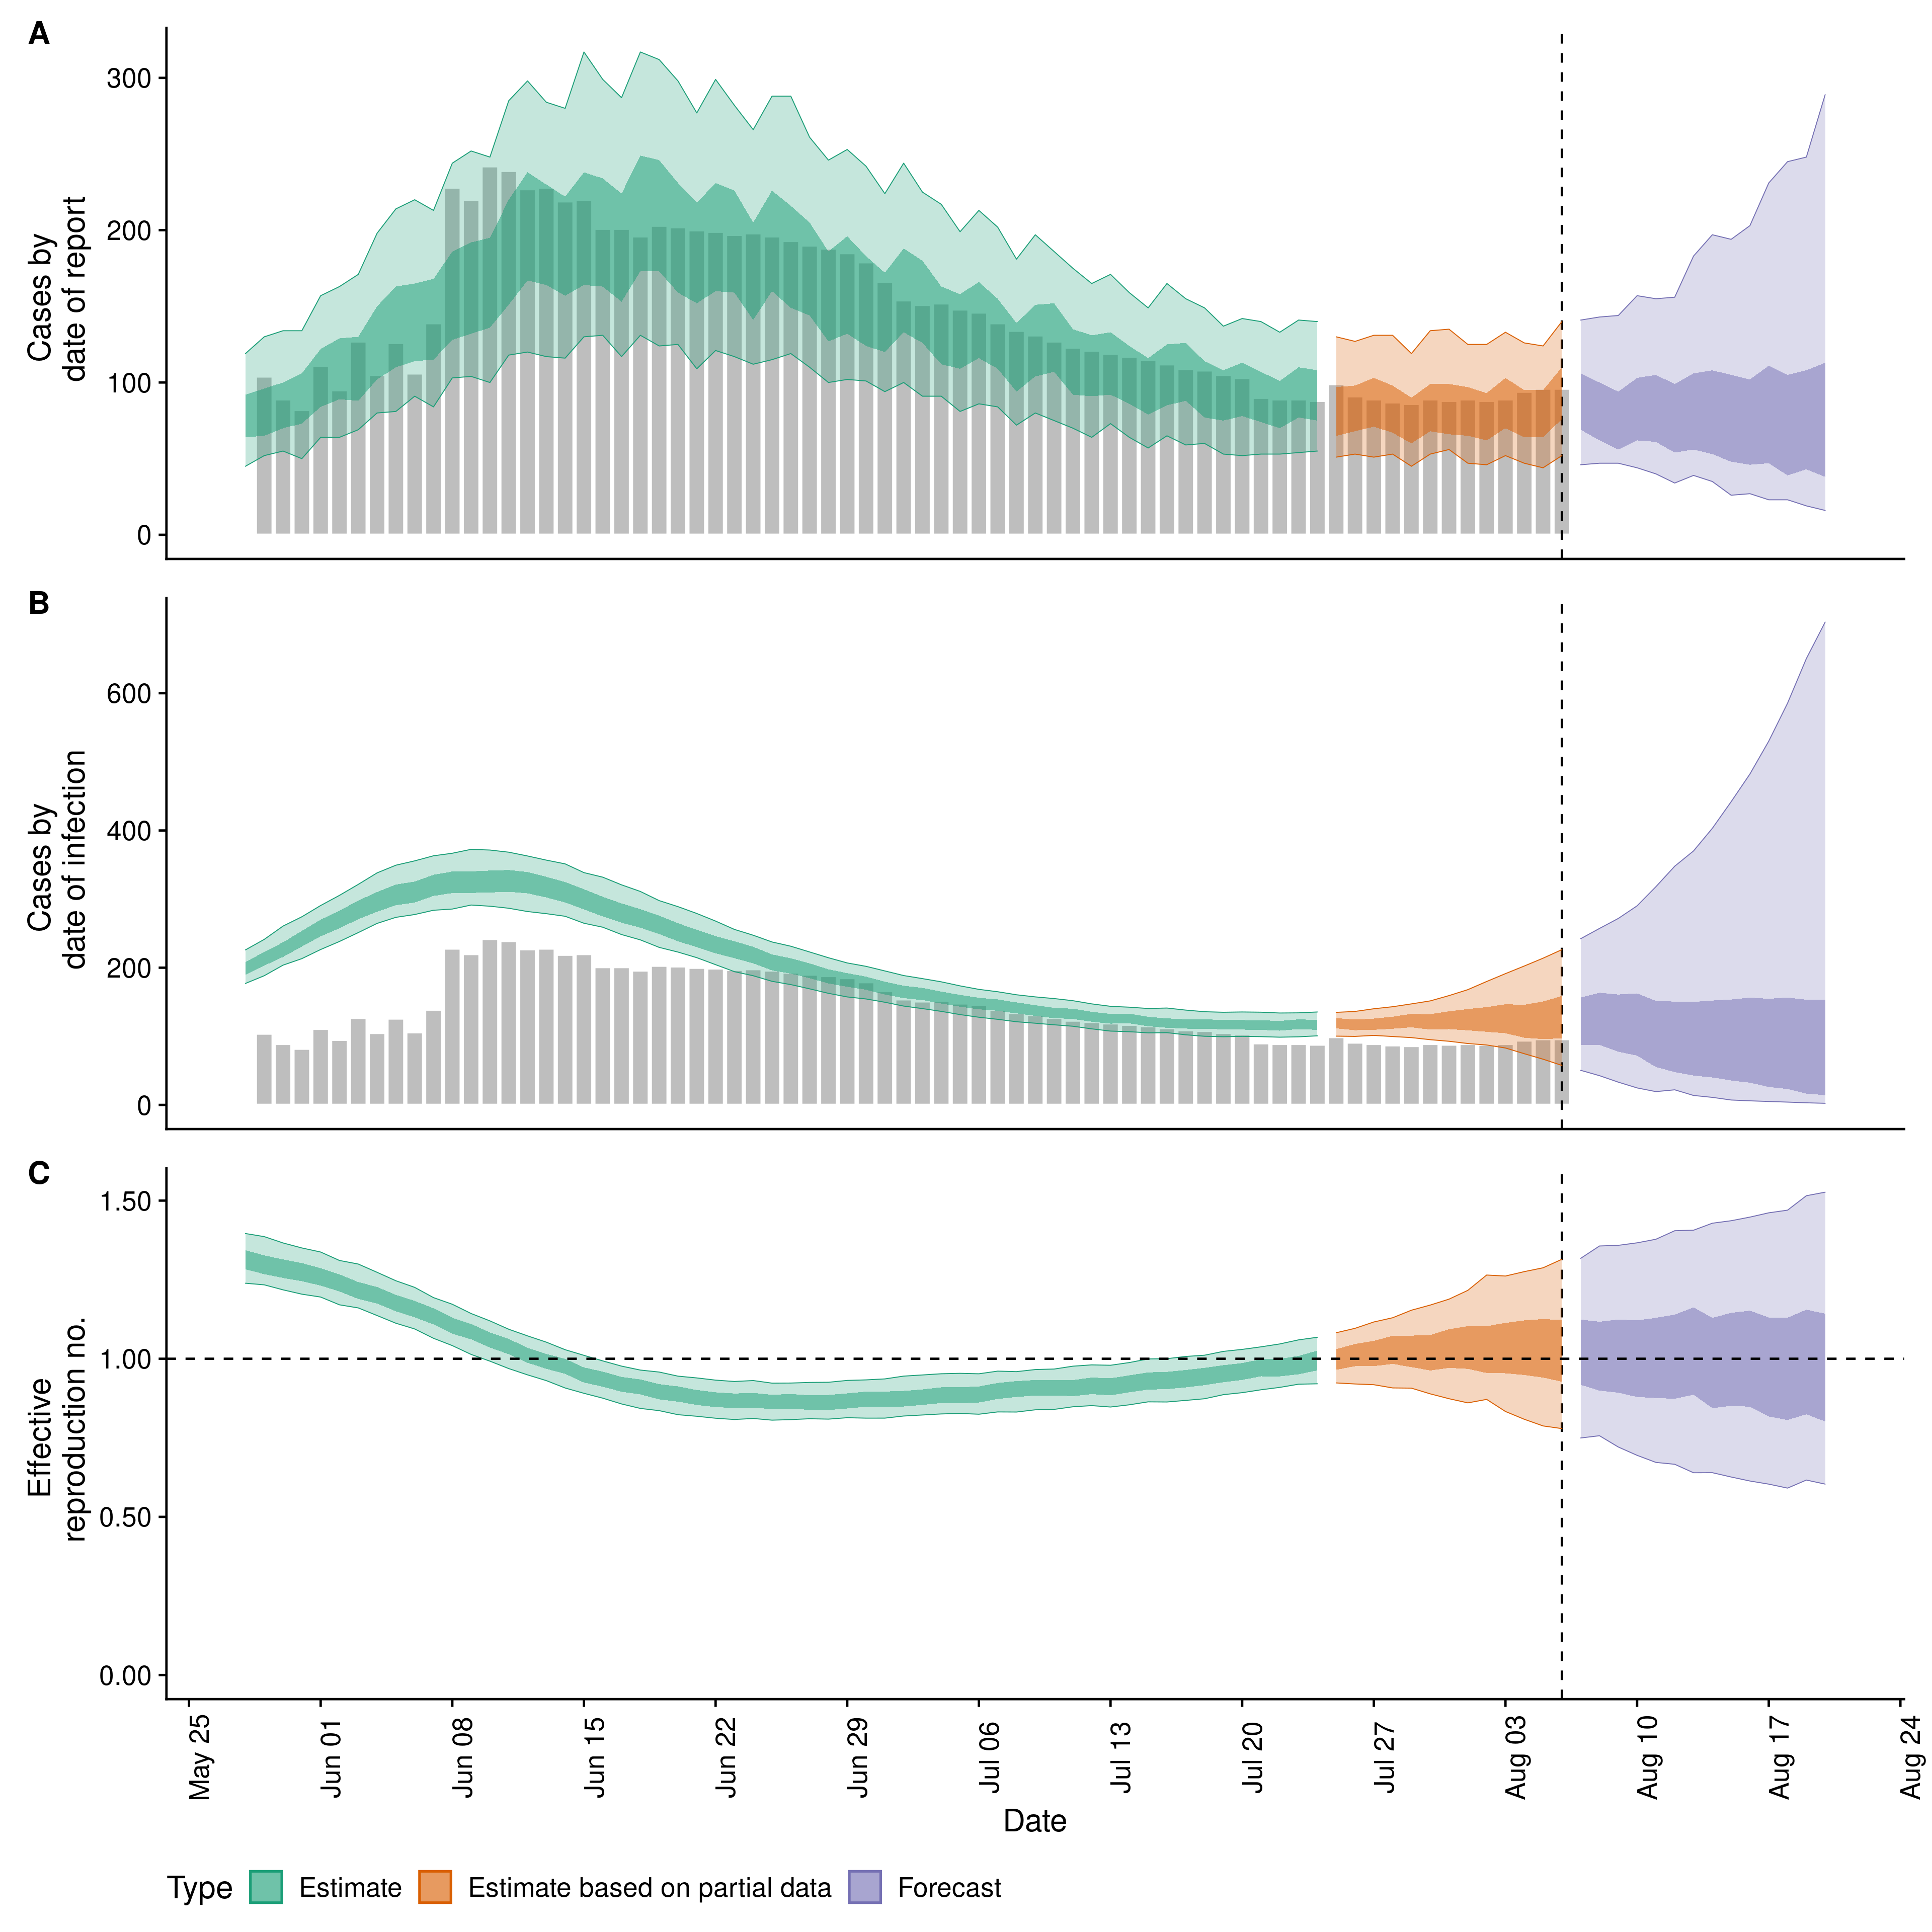 A
Cases by
date of report
300
200
100
0
B
Cases by
date of infection
600
400
200
0
C
Effective
reproduction no.
1.50
1.00
0.50
0.00
May 25
Jun 01
Jun 08
Jun 15
Jun 22
Jun 29
Jul 06
Jul 13
Jul 20
Jul 27
Aug 03
Aug 10
Aug 17
Aug 24
Date
Type Estimate Estimate based on partial data Forecast